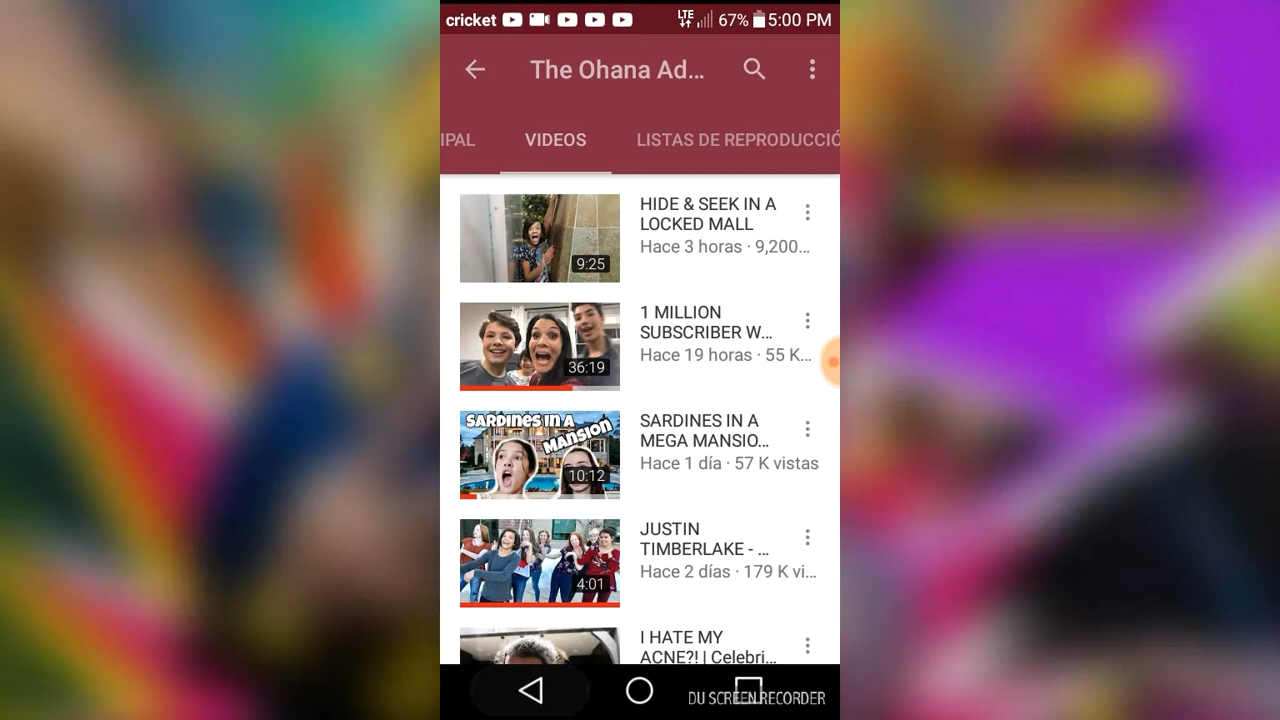 cricket LTE 67% 5:00 PM
The Ohana Ad...
IPAL VIDEOS LISTAS DE REPRODUCCIÓ
HIDE & SEEK IN A
LOCKED MALL
Hace 3 horas · 9,200...
9:25
1 MILLION
SUBSCRIBER W...
Hace 19 horas · 55 K...
36:19
SARDINES IN A
MANSION
10:12
SARDINES IN A
MEGA MANSIO...
Hace 1 día · 57 K vistas
JUSTIN
TIMBERLAKE - ...
Hace 2 días · 179 K vi...
4:01
I HATE MY
ACNE?! | Celebri...
DU SCREEN RECORDER